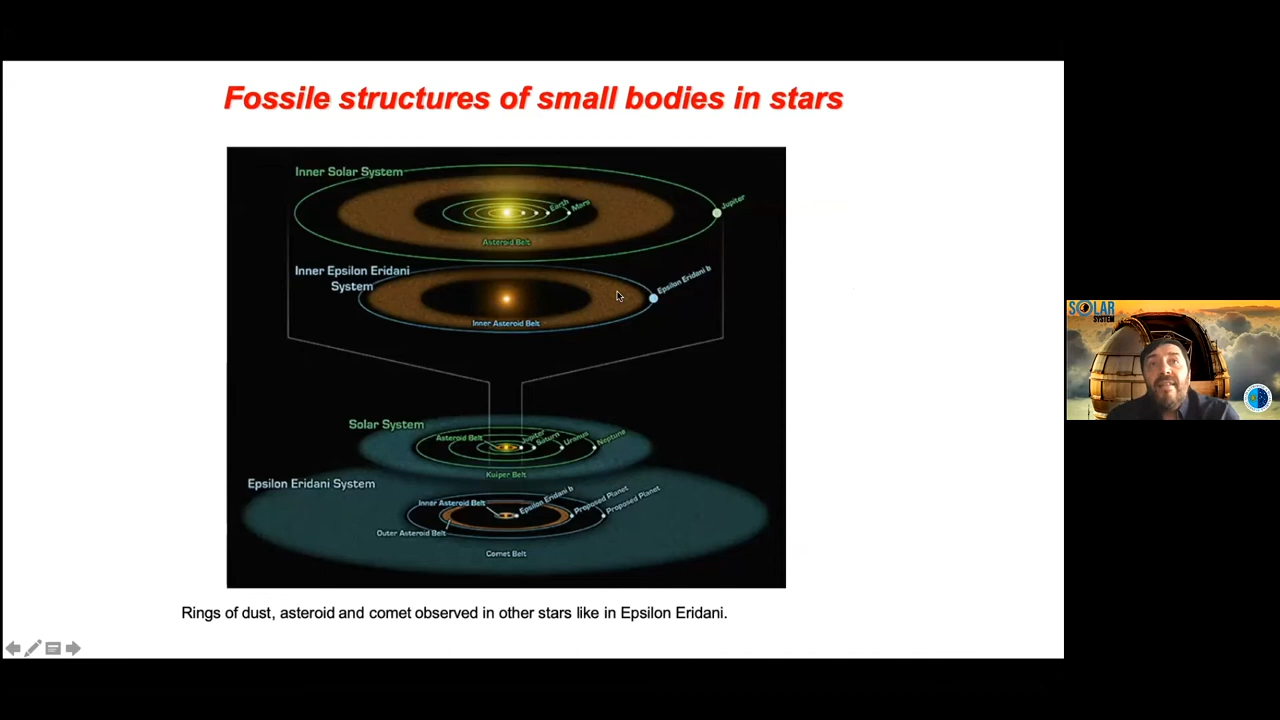 Fossile structures of small bodies in stars
Inner Solar System
Earth
Mars
Jupiter
Asteroid Belt
Inner Epsilon Eridani
System
Epsilon Eridani b
Inner Asteroid Belt
Solar System
Asteroid Belt
Jupiter
Saturn
Uranus
Neptune
Kuiper Belt
Epsilon Eridani System
Inner Asteroid Belt
Epsilon Eridani b
Proposed Planet
Proposed Planet
Outer Asteroid Belt
Comet Belt
Rings of dust, asteroid and comet observed in other stars like in Epsilon Eridani.
SOLAR
SYSTEM